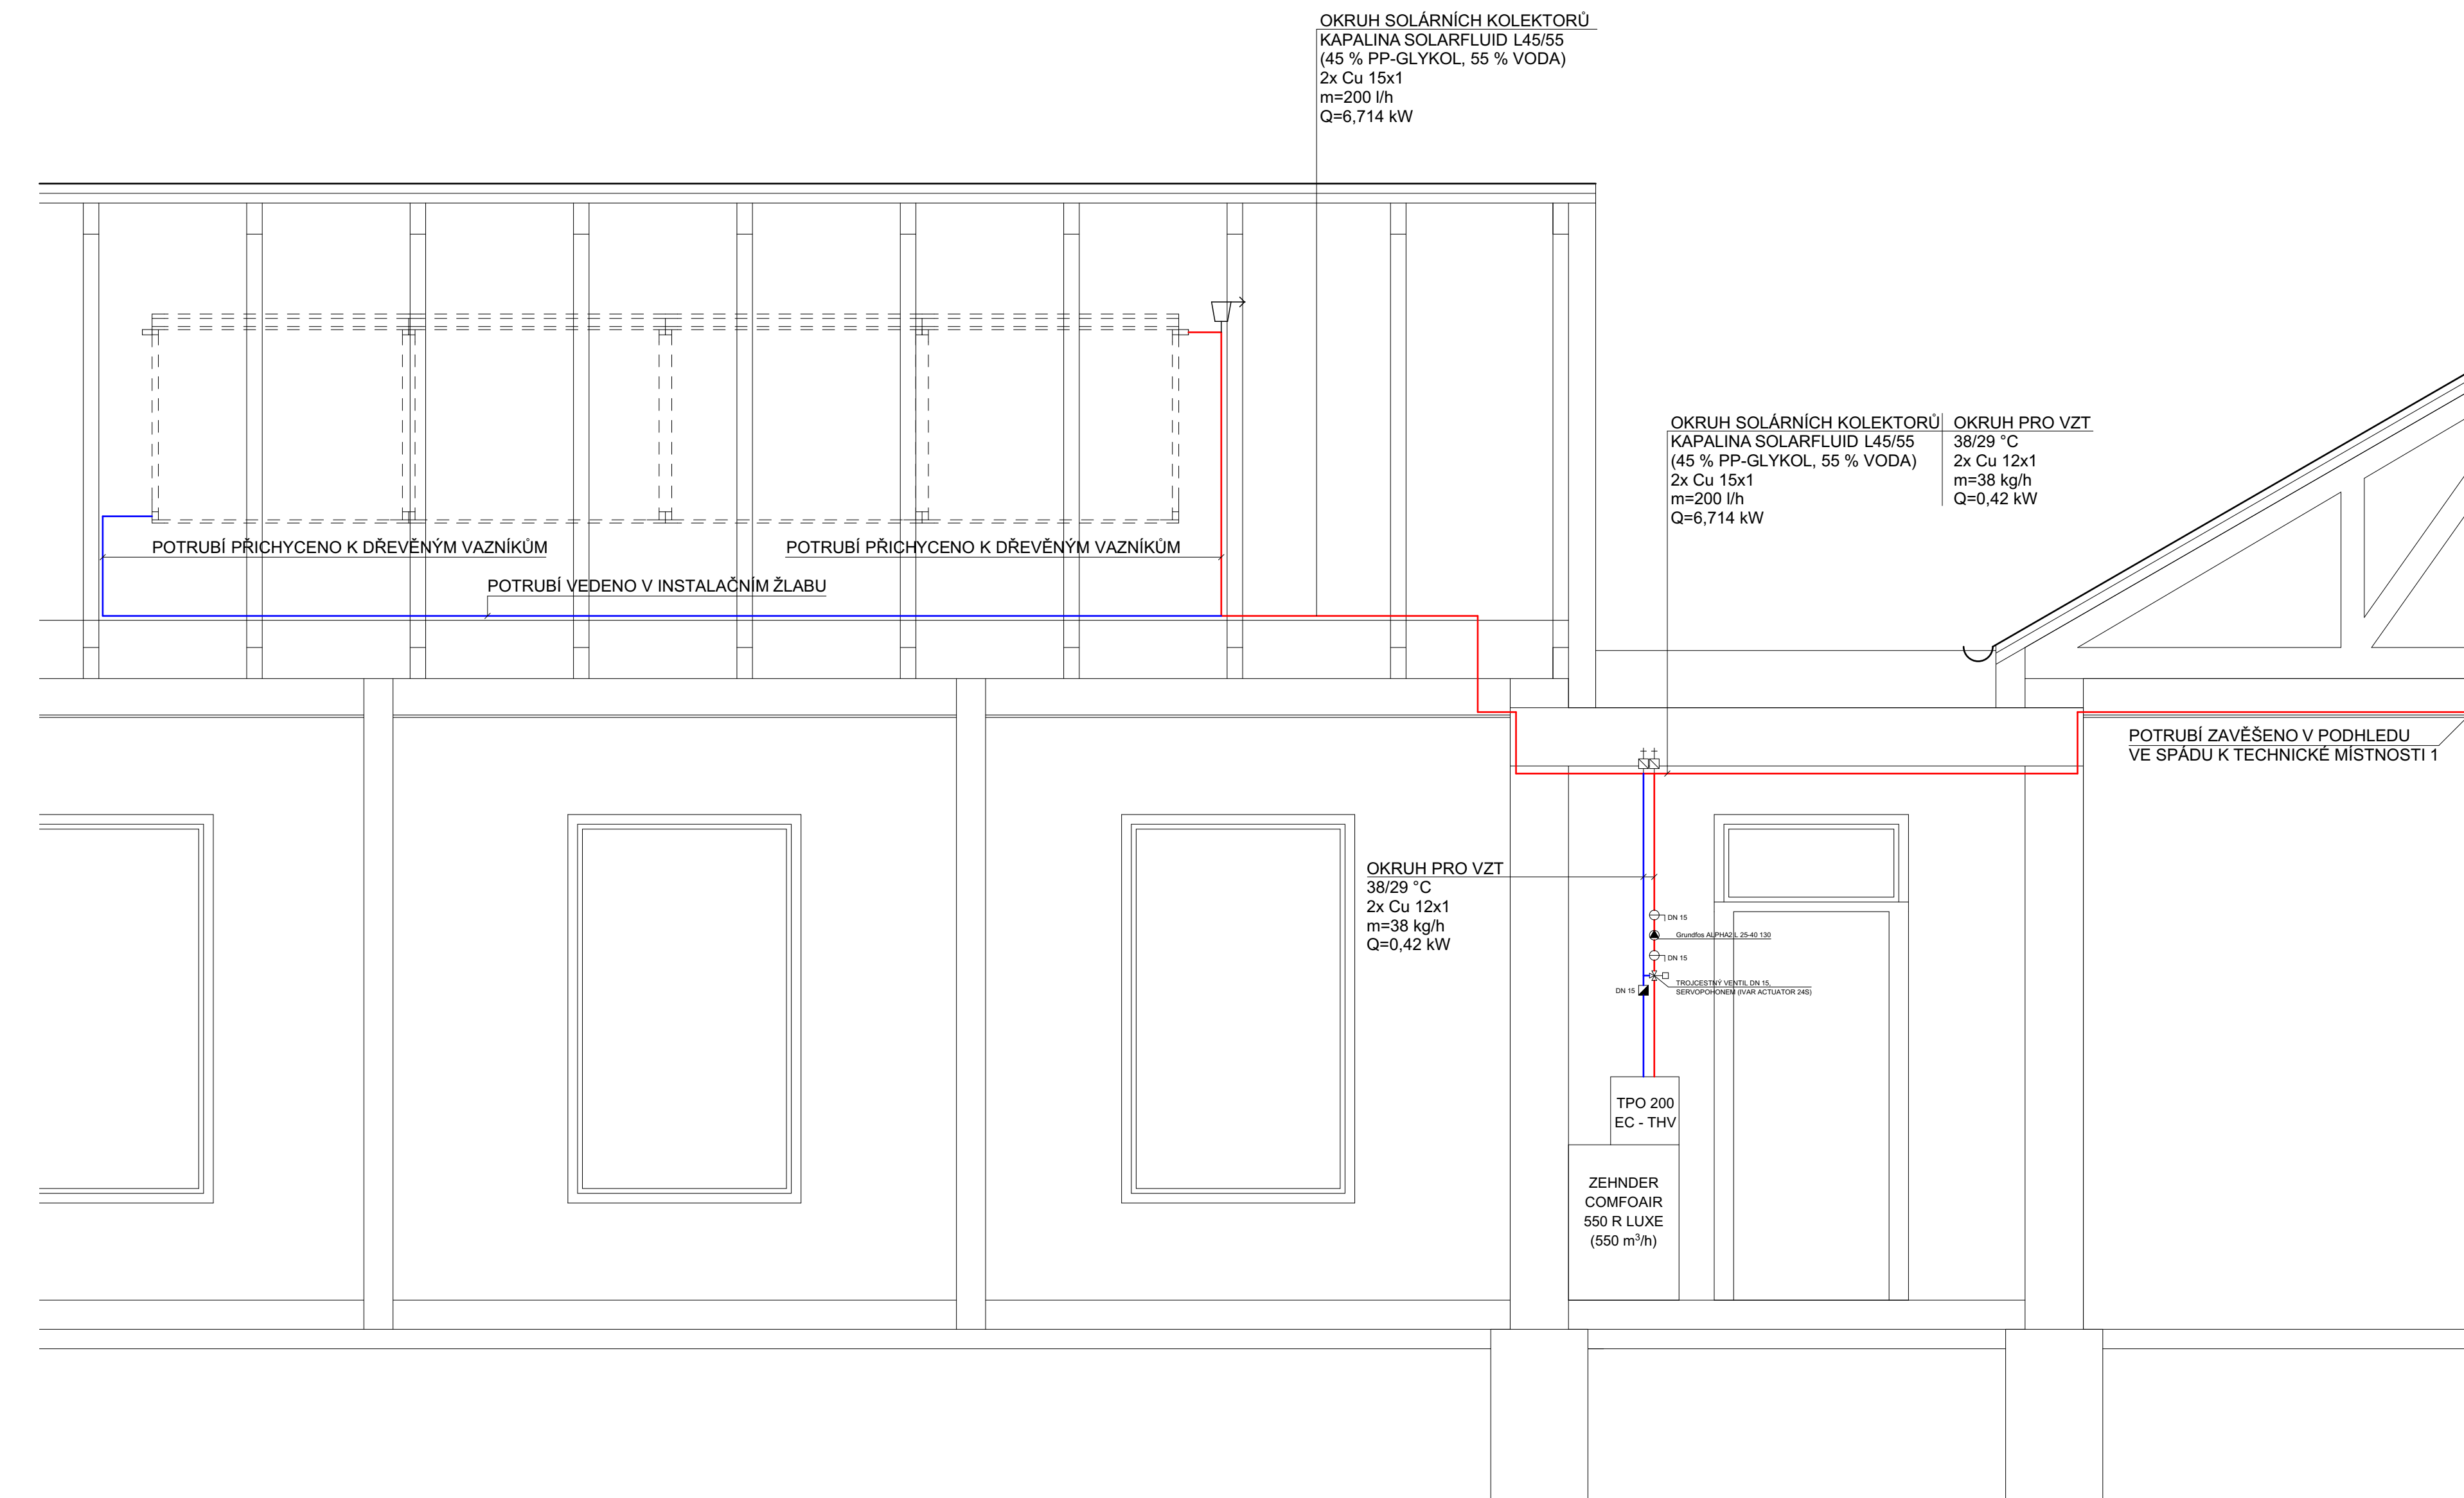 OKRUH SOLÁRNÍCH KOLEKTORŮ
KAPALINA SOLARFLUID L45/55
(45 % PP-GLYKOL, 55 % VODA)
2x Cu 15x1
m=200 l/h
Q=6,714 kW
OKRUH SOLÁRNÍCH KOLEKTORŮ
KAPALINA SOLARFLUID L45/55
(45 % PP-GLYKOL, 55 % VODA)
2x Cu 15x1
m=200 l/h
Q=6,714 kW
OKRUH PRO VZT
38/29 °C
2x Cu 12x1
m=38 kg/h
Q=0,42 kW
POTRUBÍ PŘICHYCENO K DŘEVĚNÝM VAZNÍKŮM
POTRUBÍ PŘICHYCENO K DŘEVĚNÝM VAZNÍKŮM
POTRUBÍ VEDENO V INSTALAČNÍM ŽLABU
POTRUBÍ ZAVĚŠENO V PODHLEDU
VE SPÁDU K TECHNICKÉ MÍSTNOSTI 1
OKRUH PRO VZT
38/29 °C
2x Cu 12x1
m=38 kg/h
Q=0,42 kW
DN 15
Grundfos ALPHA2 L 25-40 130
DN 15
TROJCESTNÝ VENTIL DN 15,
SERVOPOHONEM (IVAR ACTUATOR 24S)
DN 15
TPO 200
EC - THV
ZEHNDER
COMFOAIR
550 R LUXE
(550 m³/h)